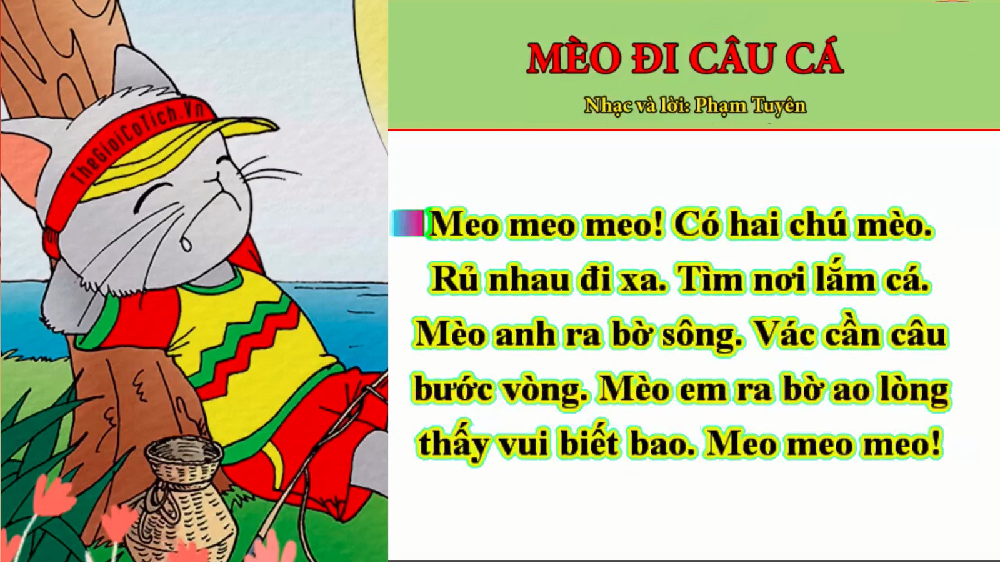 TheGioiCoTich.Vn
MÈO ĐI CÂU CÁ
Nhạc và lời: Phạm Tuyên
Meo meo meo! Có hai chú mèo.
Rủ nhau đi xa. Tìm nơi lắm cá.
Mèo anh ra bờ sông. Vác cần câu
bước vòng. Mèo em ra bờ ao lòng
thấy vui biết bao. Meo meo meo!